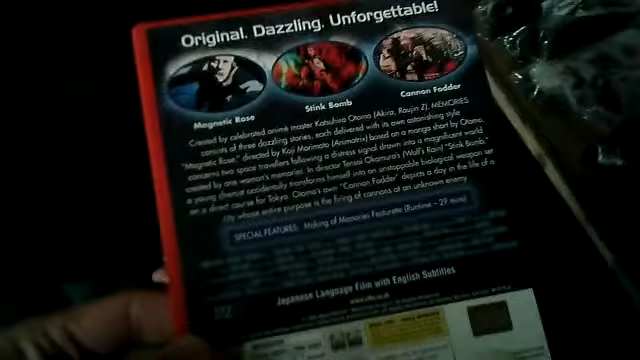 Original. Dazzling. Unforgettable!
Magnetic Rose
Stink Bomb
Cannon Fodder
Created by celebrated animé master Katsuhiro Otomo (Akira, Roujin Z), MEMORIES
consists of three dazzling stories, each delivered with its own astonishing style.
"Magnetic Rose," directed by Koji Morimoto (Animatrix) based on a manga short by Otomo,
concerns two space travellers following a distress signal drawn into a magnificent world
created by one woman's memories. In director Tensai Okamura's (Wolf's Rain) "Stink Bomb,"
a young chemist accidentally transforms himself into an unstoppable biological weapon set
on a direct course for Tokyo. Otomo's own "Cannon Fodder" depicts a day in the life of a
city whose entire purpose is the firing of cannons at an unknown enemy.
SPECIAL FEATURES: Making of Memories Featurette (Runtime - 29 mins)
Japanese Language Film with English Subtitles